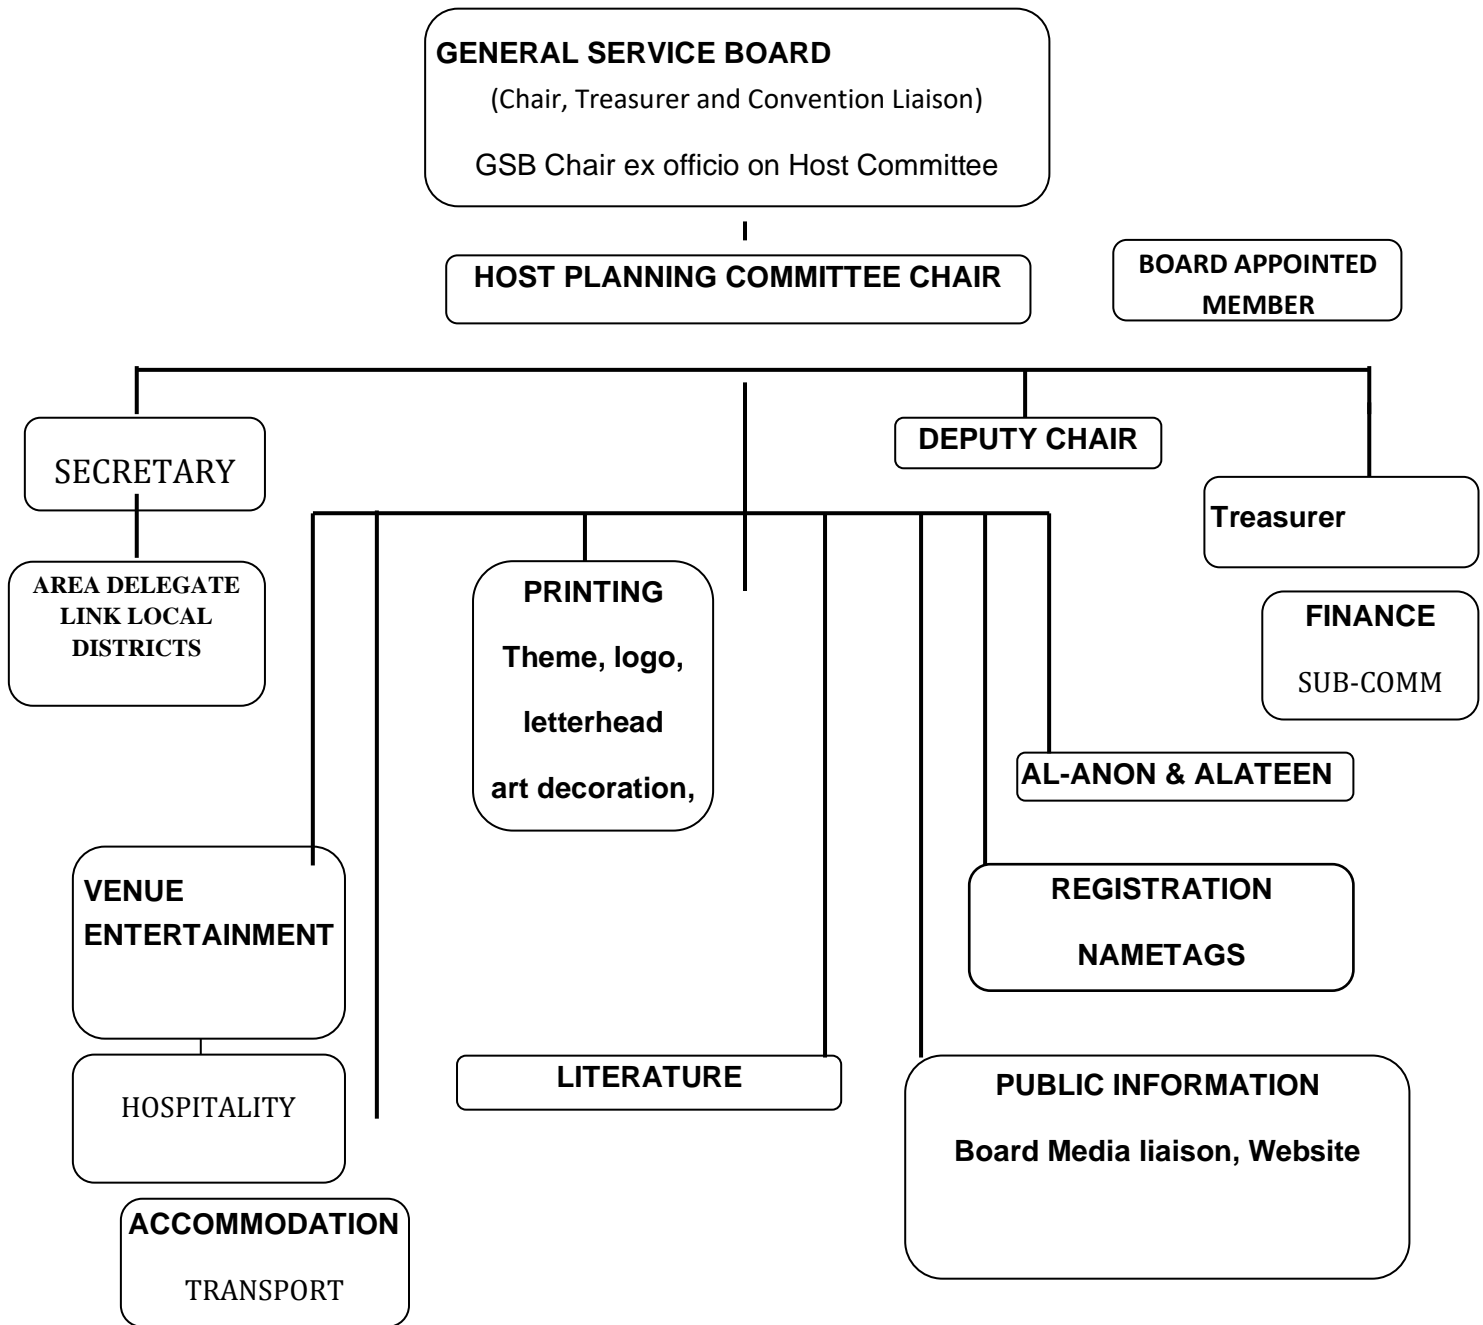 GENERAL SERVICE BOARD
(Chair, Treasurer and Convention Liaison)
GSB Chair ex officio on Host Committee
HOST PLANNING COMMITTEE CHAIR
BOARD APPOINTED
MEMBER
SECRETARY
DEPUTY CHAIR
Treasurer
AREA DELEGATE
LINK LOCAL
DISTRICTS
PRINTING
Theme, logo,
letterhead
art decoration,
FINANCE
SUB-COMM
AL-ANON & ALATEEN
VENUE
ENTERTAINMENT
REGISTRATION
NAMETAGS
HOSPITALITY
LITERATURE
PUBLIC INFORMATION
Board Media liaison, Website
ACCOMMODATION
TRANSPORT